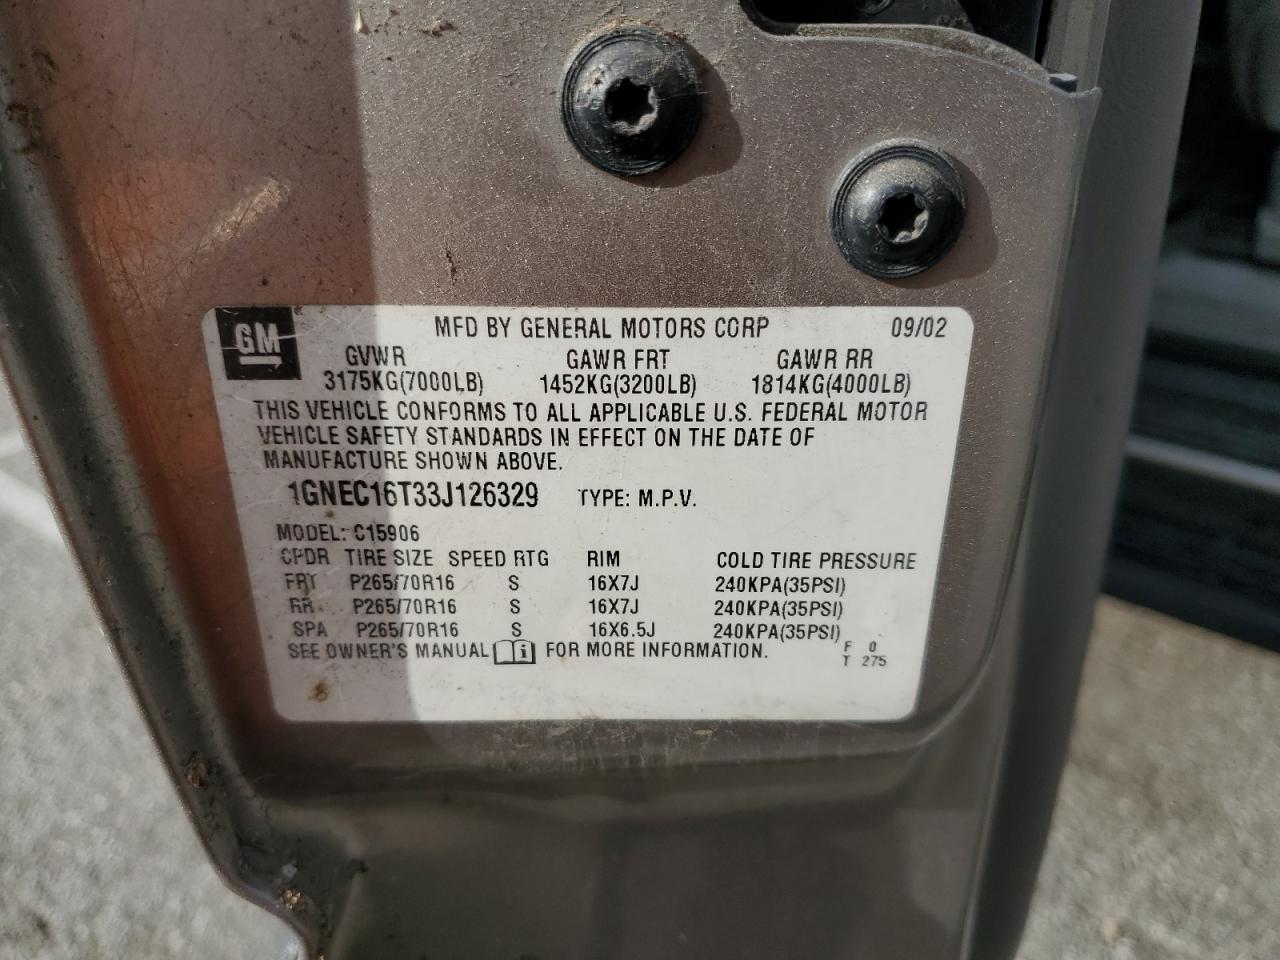 GM MFD BY GENERAL MOTORS CORP 09/02
GVWR GAWR FRT GAWR RR
3175KG(7000LB) 1452KG(3200LB) 1814KG(4000LB)
THIS VEHICLE CONFORMS TO ALL APPLICABLE U.S. FEDERAL MOTOR
VEHICLE SAFETY STANDARDS IN EFFECT ON THE DATE OF
MANUFACTURE SHOWN ABOVE.
1GNEC16T33J126329 TYPE: M.P.V.
MODEL: C15906
CPDR TIRE SIZE SPEED RTG RIM COLD TIRE PRESSURE
FRT P265/70R16 S 16X7J 240KPA(35PSI)
RR P265/70R16 S 16X7J 240KPA(35PSI)
SPA P265/70R16 S 16X6.5J 240KPA(35PSI)
SEE OWNER'S MANUAL i FOR MORE INFORMATION. F 0
T 275